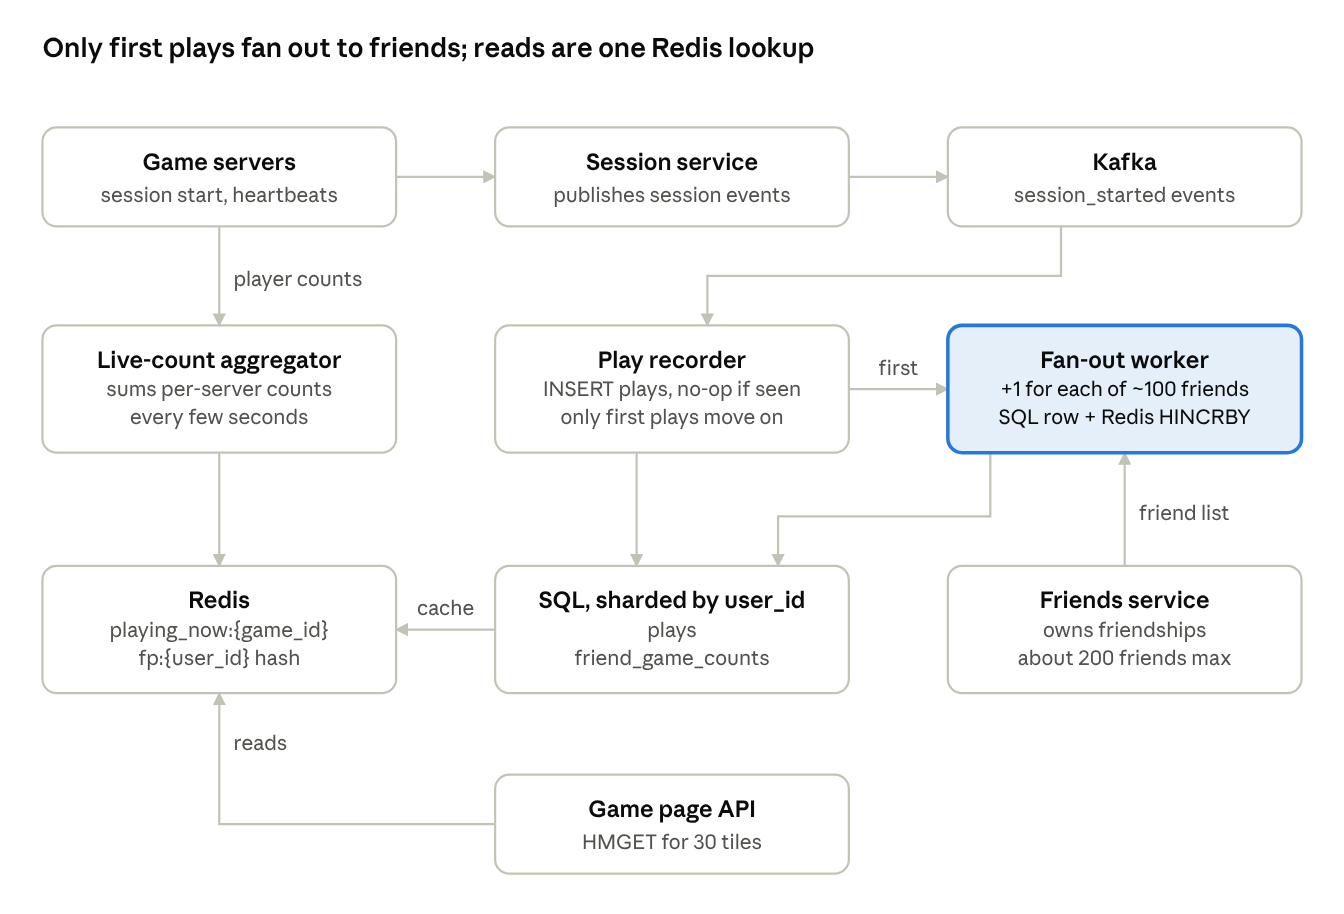 Only first plays fan out to friends; reads are one Redis lookup
Game servers
session start, heartbeats
Session service
publishes session events
Kafka
session_started events
player counts
Live-count aggregator
sums per-server counts
every few seconds
Play recorder
INSERT plays, no-op if seen
only first plays move on
first
Fan-out worker
+1 for each of ~100 friends
SQL row + Redis HINCRBY
friend list
Redis
playing_now:{game_id}
fp:{user_id} hash
cache
SQL, sharded by user_id
plays
friend_game_counts
Friends service
owns friendships
about 200 friends max
reads
Game page API
HMGET for 30 tiles